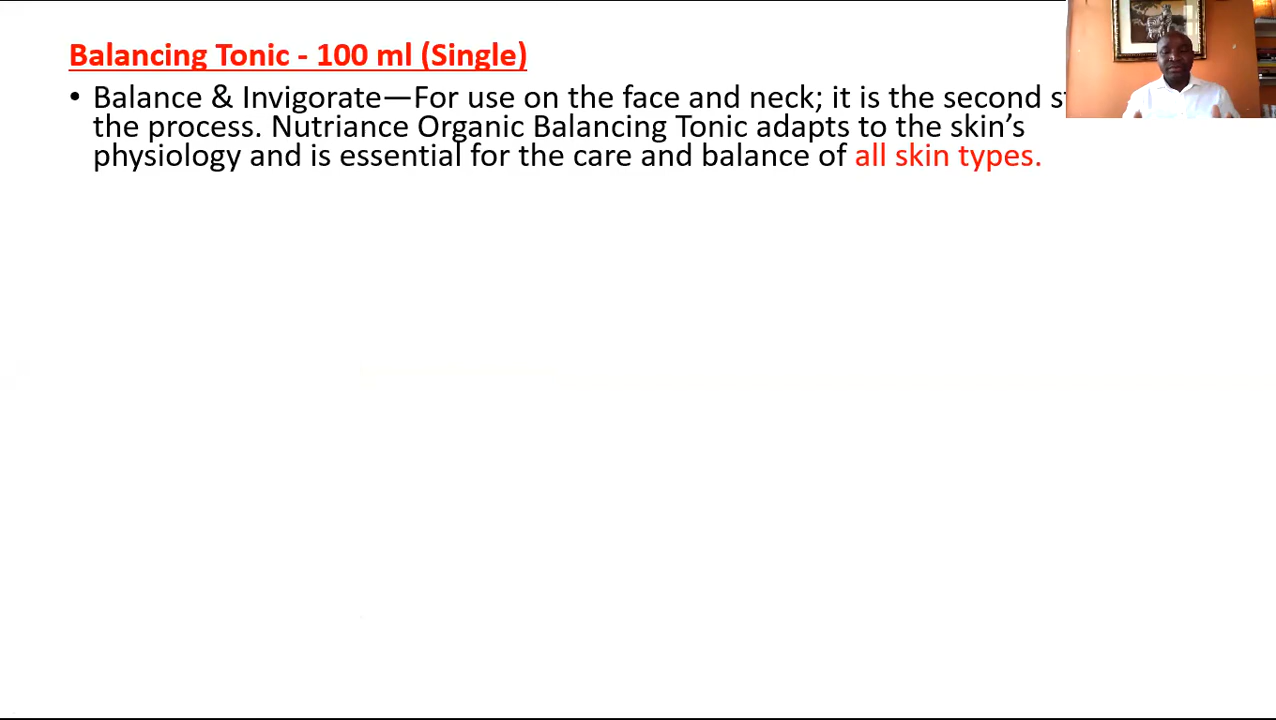 Balancing Tonic - 100 ml (Single)
• Balance & Invigorate—For use on the face and neck; it is the second
the process. Nutriance Organic Balancing Tonic adapts to the skin’s
physiology and is essential for the care and balance of all skin types.